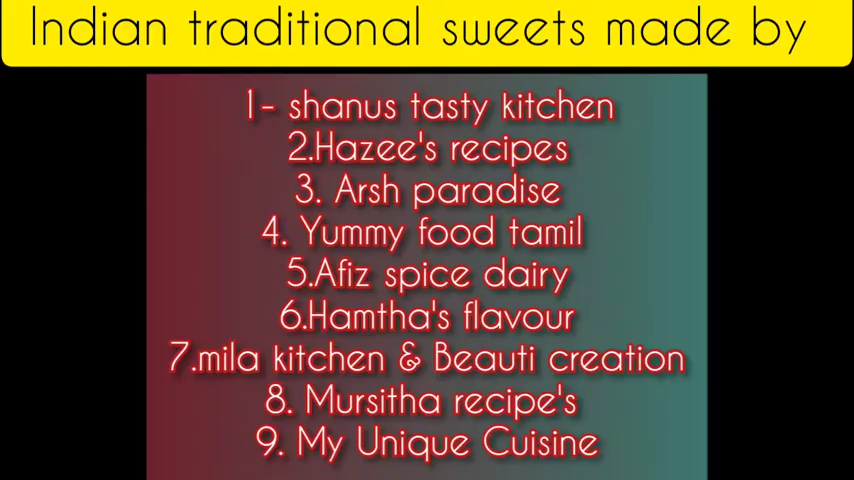 Indian traditional sweets made by
1- shanus tasty kitchen
2.Hazee's recipes
3. Arsh paradise
4. Yummy food tamil
5.Afiz spice dairy
6.Hamtha's flavour
7.mila kitchen & Beauti creation
8. Mursitha recipe's
9. My Unique Cuisine